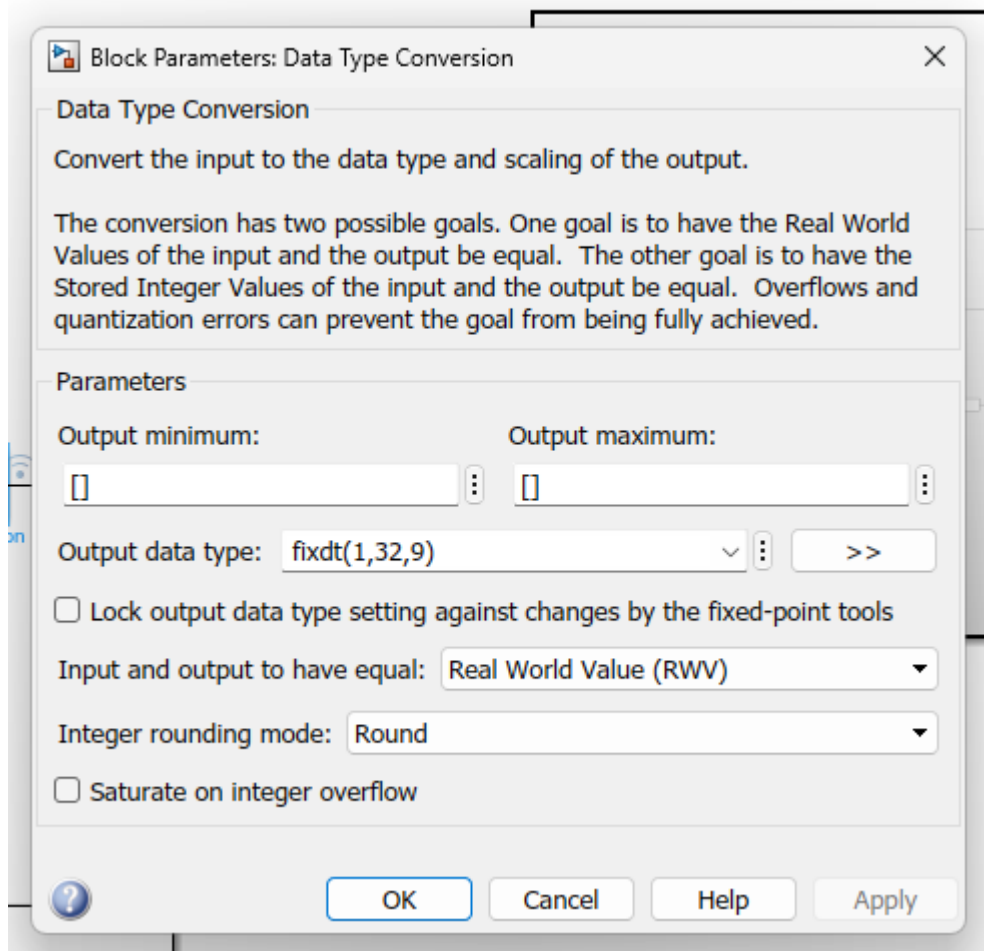 Block Parameters: Data Type Conversion
Data Type Conversion
Convert the input to the data type and scaling of the output.
The conversion has two possible goals. One goal is to have the Real World
Values of the input and the output be equal.  The other goal is to have the
Stored Integer Values of the input and the output be equal.  Overflows and
quantization errors can prevent the goal from being fully achieved.
Parameters
Output minimum: Output maximum:
[] []
on
Output data type: fixdt(1,32,9) >>
Lock output data type setting against changes by the fixed-point tools
Input and output to have equal: Real World Value (RWV)
Integer rounding mode: Round
Saturate on integer overflow
OK Cancel Help Apply